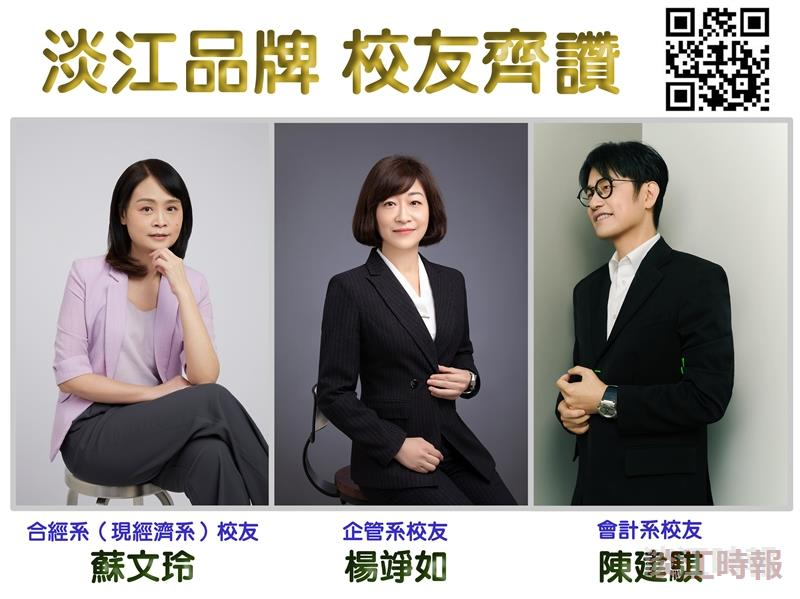 淡江品牌 校友齊讚
合經系（現經濟系）校友
蘇文玲
企管系校友
楊竫如
會計系校友
陳建騏
淡江時報